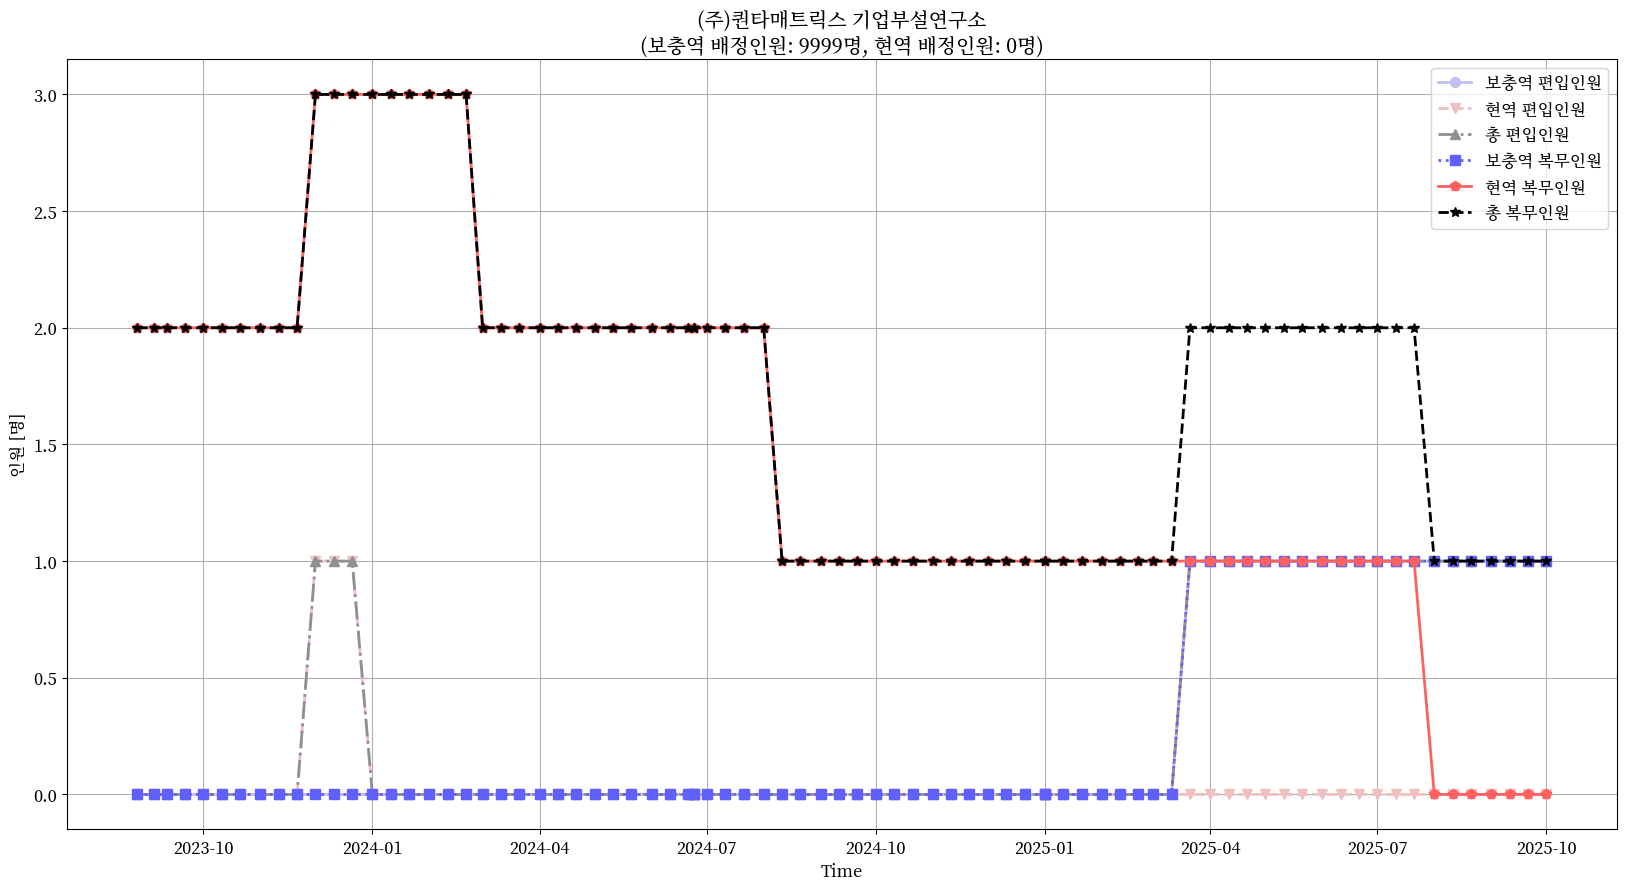 (주)퀀타매트릭스 기업부설연구소
(보충역 배정인원: 9999명, 현역 배정인원: 0명)
보충역 편입인원
현역 편입인원
총 편입인원
보충역 복무인원
현역 복무인원
총 복무인원
인원 [명]
3.0
2.5
2.0
1.5
1.0
0.5
0.0
2023-10
2024-01
2024-04
2024-07
2024-10
2025-01
2025-04
2025-07
2025-10
Time